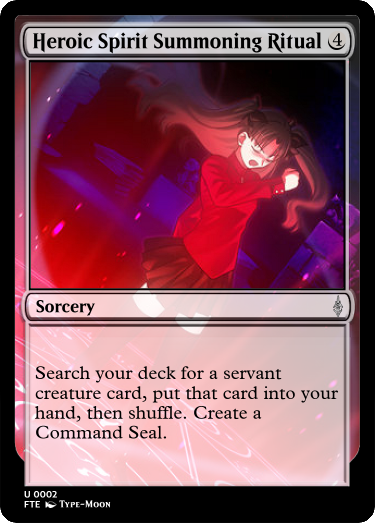 Heroic Spirit Summoning Ritual 4
Sorcery
Search your deck for a servant
creature card, put that card into your
hand, then shuffle. Create a
Command Seal.
U 0002
FTE Type-Moon